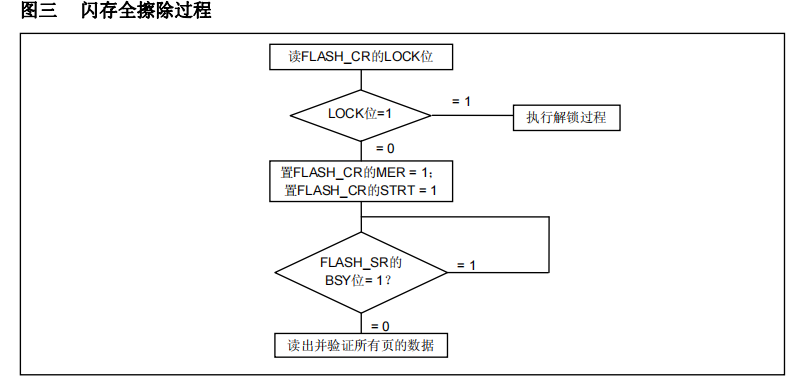 图三 闪存全擦除过程
读FLASH_CR的LOCK位
LOCK位=1
= 1
执行解锁过程
= 0
置FLASH_CR的MER = 1;
置FLASH_CR的STRT = 1
FLASH_SR的
BSY位= 1?
= 1
= 0
读出并验证所有页的数据